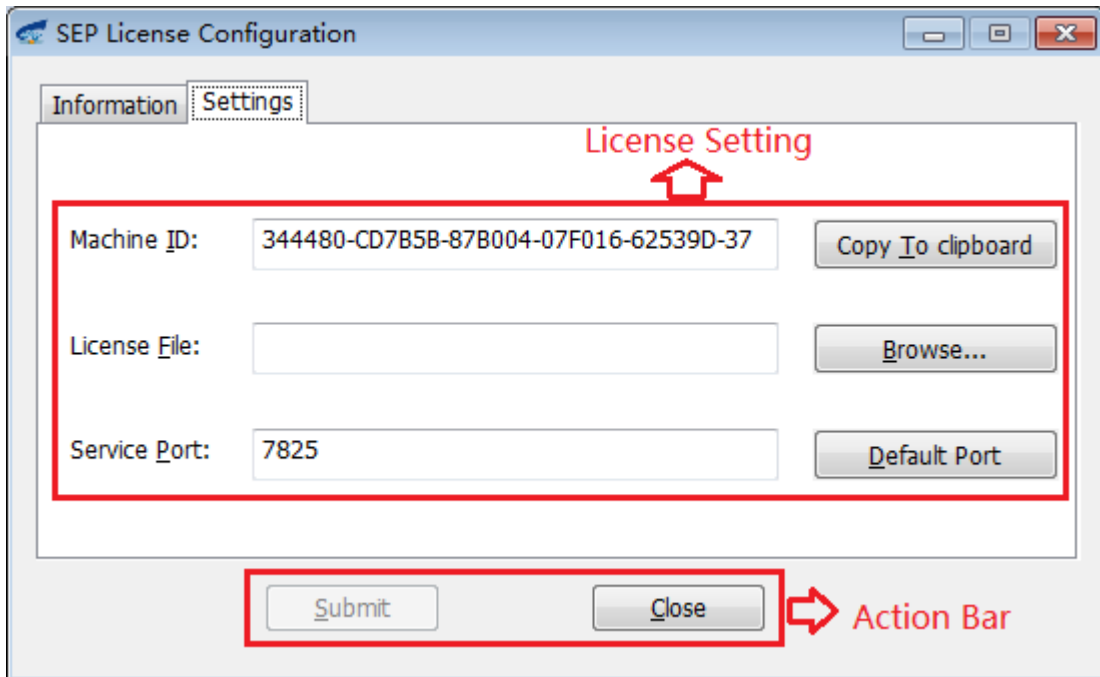 SEP License Configuration
Information Settings
License Setting
Machine ID: 344480-CD7B5B-87B004-07F016-62539D-37 Copy To clipboard
License File: Browse...
Service Port: 7825 Default Port
Submit Close Action Bar